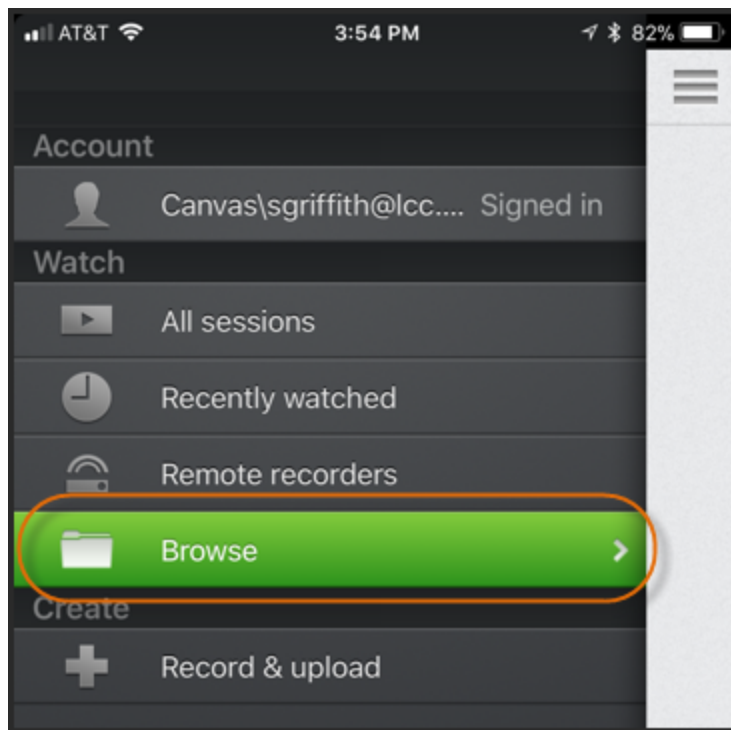 AT&T 3:54 PM 82%
Account
Canvas\sgriffith@lcc.... Signed in
Watch
All sessions
Recently watched
Remote recorders
Browse
Create
Record & upload